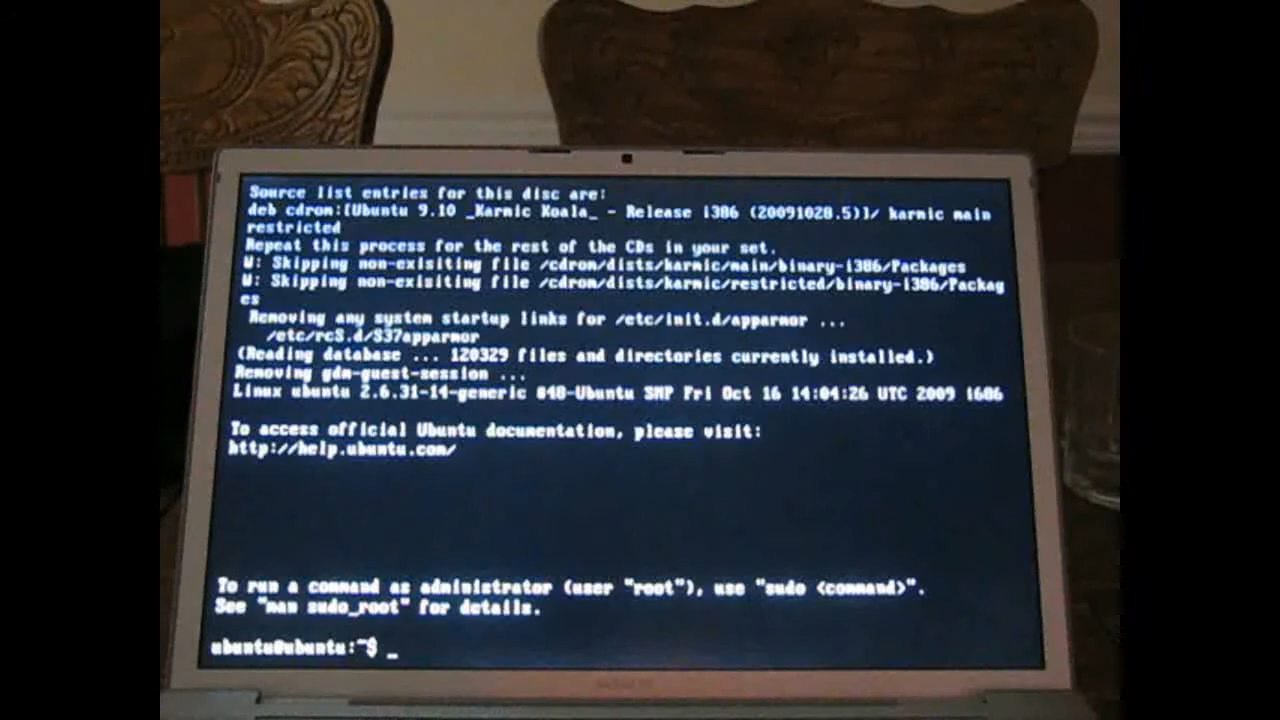 Source list entries for this disc are:
deb cdrom:[Ubuntu 9.10 _Karmic Koala_ - Release i386 (20091028.5)]/ karmic main
restricted
Repeat this process for the rest of the CDs in your set.
W: Skipping non-exisiting file /cdrom/dists/karmic/main/binary-i386/Packages
W: Skipping non-exisiting file /cdrom/dists/karmic/restricted/binary-i386/Packag
es
Removing any system startup links for /etc/init.d/apparmor ...
/etc/rcS.d/S37apparmor
(Reading database ... 120329 files and directories currently installed.)
Removing gdm-guest-session ...
Linux ubuntu 2.6.31-14-generic #48-Ubuntu SMP Fri Oct 16 14:04:26 UTC 2009 i686
To access official Ubuntu documentation, please visit:
http://help.ubuntu.com/
To run a command as administrator (user "root"), use "sudo <command>".
See "man sudo_root" for details.
ubuntu@ubuntu:~$ _